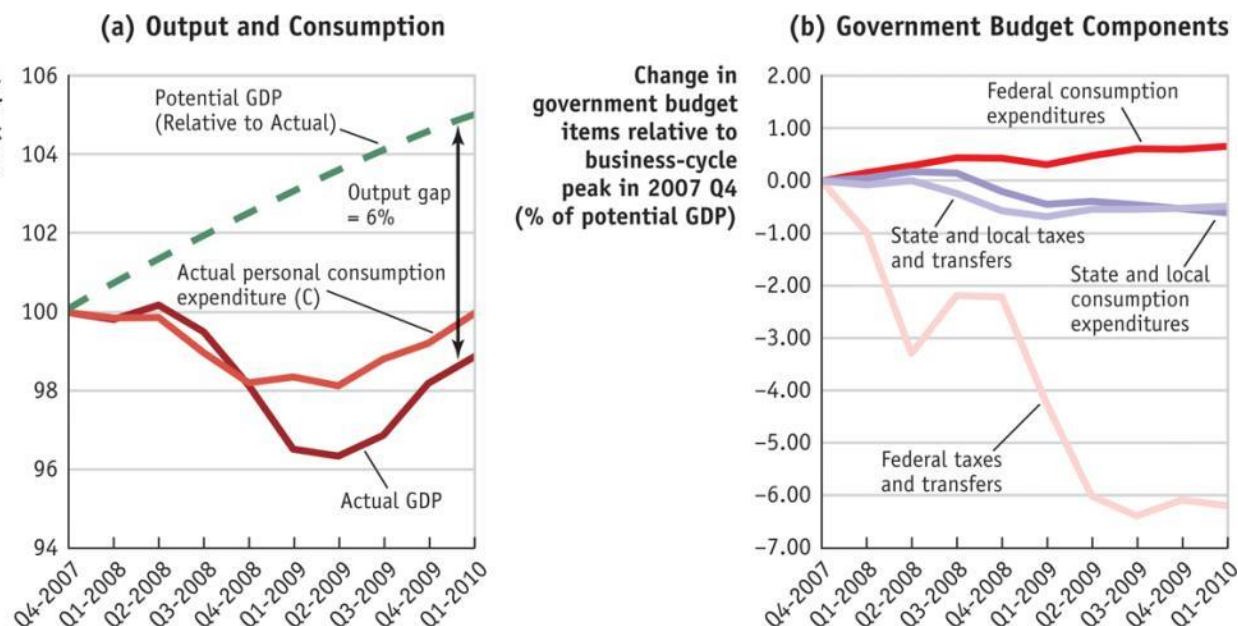 (a) Output and Consumption
106
104
102
100
98
96
94
Potential GDP
(Relative to Actual)
Output gap
= 6%
Actual personal consumption
expenditure (C)
Actual GDP
Q4-2007
Q1-2008
Q2-2008
Q3-2008
Q4-2008
Q1-2009
Q2-2009
Q3-2009
Q4-2009
Q1-2010
(b) Government Budget Components
Change in
government budget
items relative to
business-cycle
peak in 2007 Q4
(% of potential GDP)
2.00
1.00
0.00
-1.00
-2.00
-3.00
-4.00
-5.00
-6.00
-7.00
Federal consumption
expenditures
State and local taxes
and transfers
State and local
consumption
expenditures
Federal taxes
and transfers
Q4-2007
Q1-2008
Q2-2008
Q3-2008
Q4-2008
Q1-2009
Q2-2009
Q3-2009
Q4-2009
Q1-2010